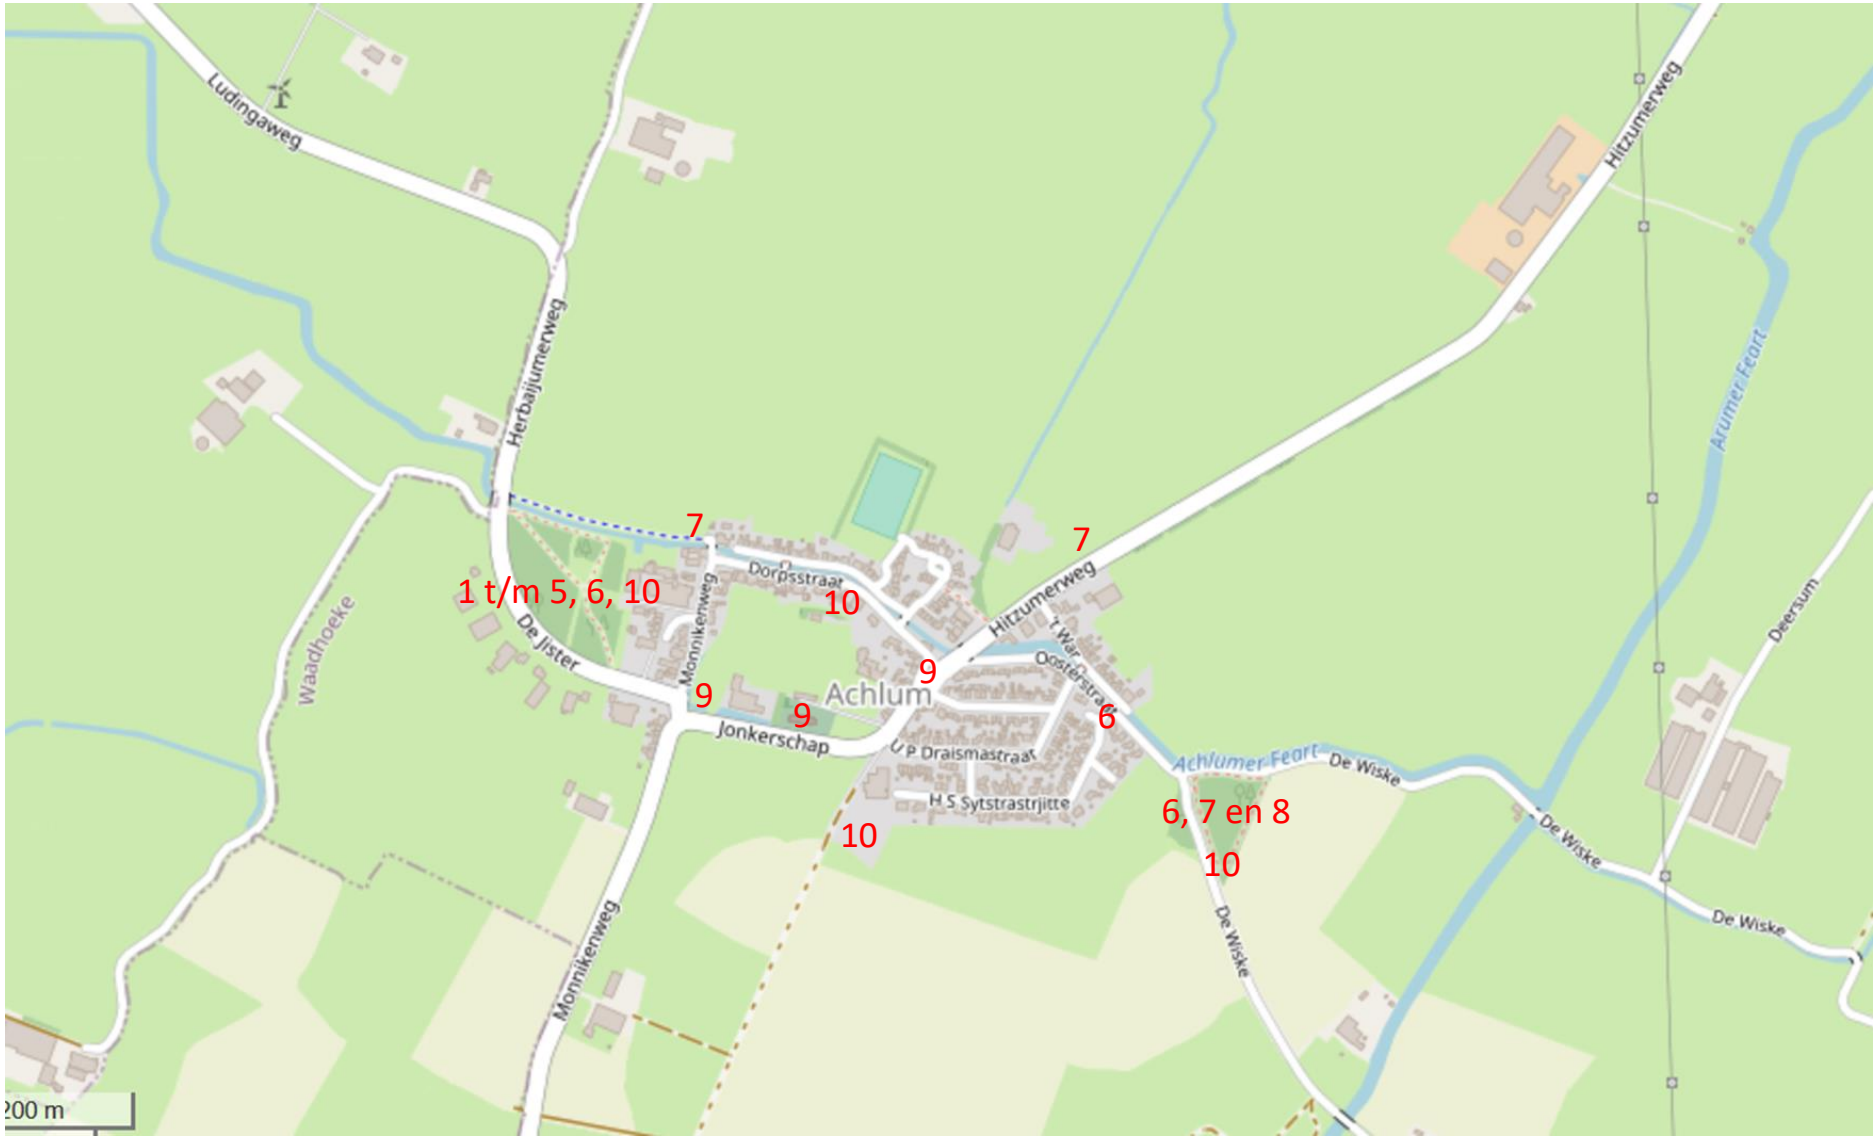 Ludingaweg
Hitzumerweg
Herbaijumerweg
Arumer Feart
7
7
Dorpsstraat
Hitzumerweg
1 t/m 5, 6, 10
10
Monnikenweg
't War
Deersum
Waadhoeke
De Jister
Oosterstraat
9
9
Achlum
9
6
Jonkerschap
U P Draismastraat
Achlumer Feart
De Wiske
H S Sytstrastrjitte
6, 7 en 8
10
10
De Wiske
De Wiske
De Wiske
Monnikenweg
200 m